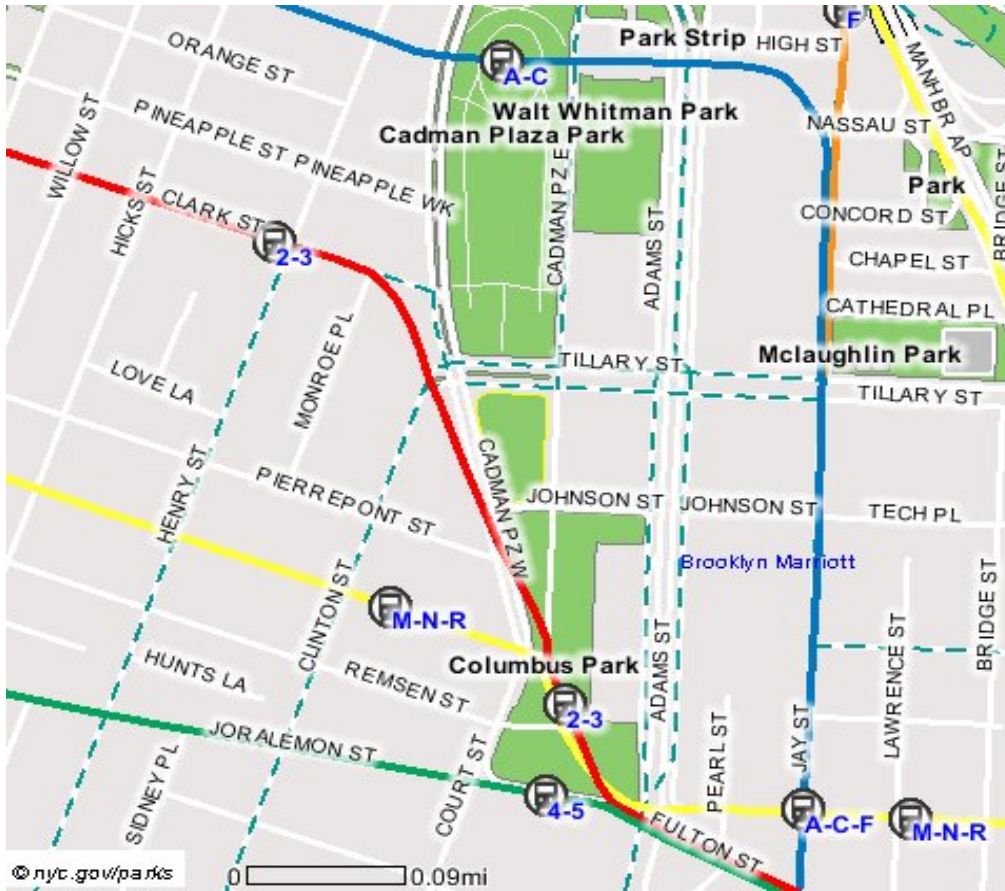 F
ORANGE ST
Park Strip
HIGH ST
MANH BR AP
A-C
PINEAPPLE ST
PINEAPPLE WK
Walt Whitman Park
NASSAU ST
Cadman Plaza Park
WILLOW ST
HICKS ST
CLARK ST
CADMAN PZ E
ADAMS ST
Park
CONCORD ST
BRIDGE ST
2-3
CHAPEL ST
CATHEDRAL PL
MONROE PL
TILLARY ST
Mclaughlin Park
LOVE LA
TILLARY ST
HENRY ST
PIERREPONT ST
CADMAN PZ W
JOHNSON ST
JOHNSON ST
TECH PL
Brooklyn Marriott
CLINTON ST
M-N-R
HUNTS LA
REMSEN ST
Columbus Park
ADAMS ST
LAWRENCE ST
BRIDGE ST
2-3
JORALEMON ST
SIDNEY PL
COURT ST
4-5
PEARL ST
JAY ST
FULTON ST
A-C-F
M-N-R
© nyc.gov/parks
0 0.09mi